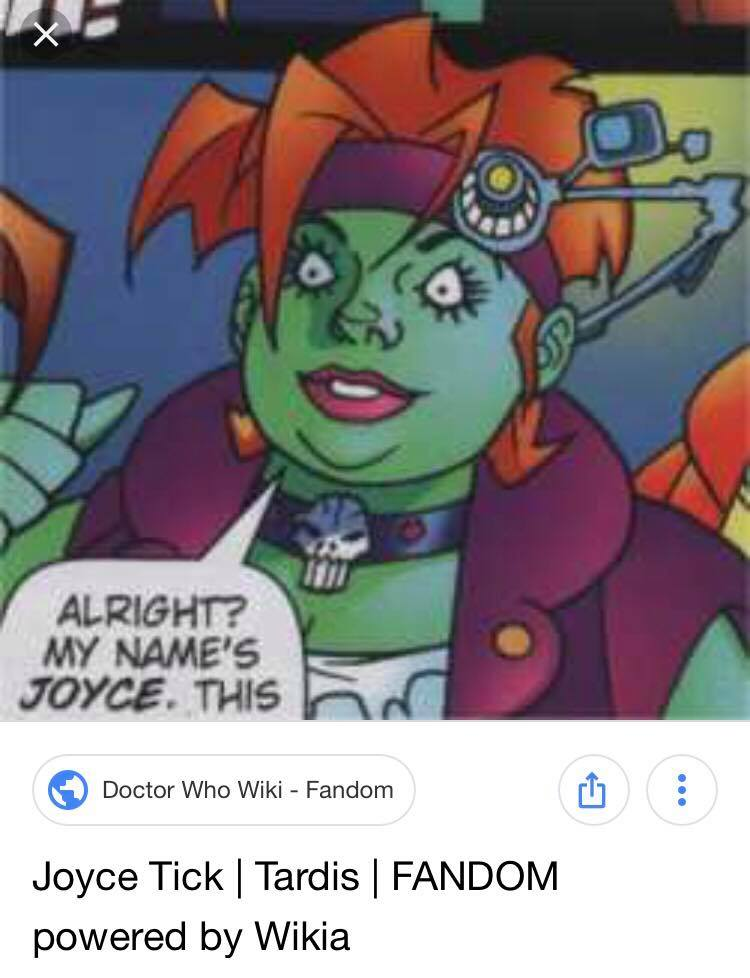 ALRIGHT?
MY NAME'S
JOYCE. THIS
Doctor Who Wiki - Fandom
Joyce Tick | Tardis | FANDOM
powered by Wikia